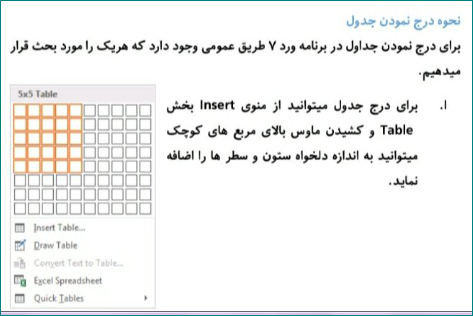 نحوه درج نمودن جدول
برای درج نمودن جداول در برنامه ورد ۷ طریق عمومی وجود دارد که هریک را مورد بحث قرار
میدهیم.
۱. برای درج جدول میتوانید از منوی Insert بخش
Table و کشیدن ماوس بالای مربع های کوچک
میتوانید به اندازه دلخواه ستون و سطر ها را اضافه
نماید.
5x5 Table
Insert Table...
Draw Table
Convert Text to Table...
Excel Spreadsheet
Quick Tables